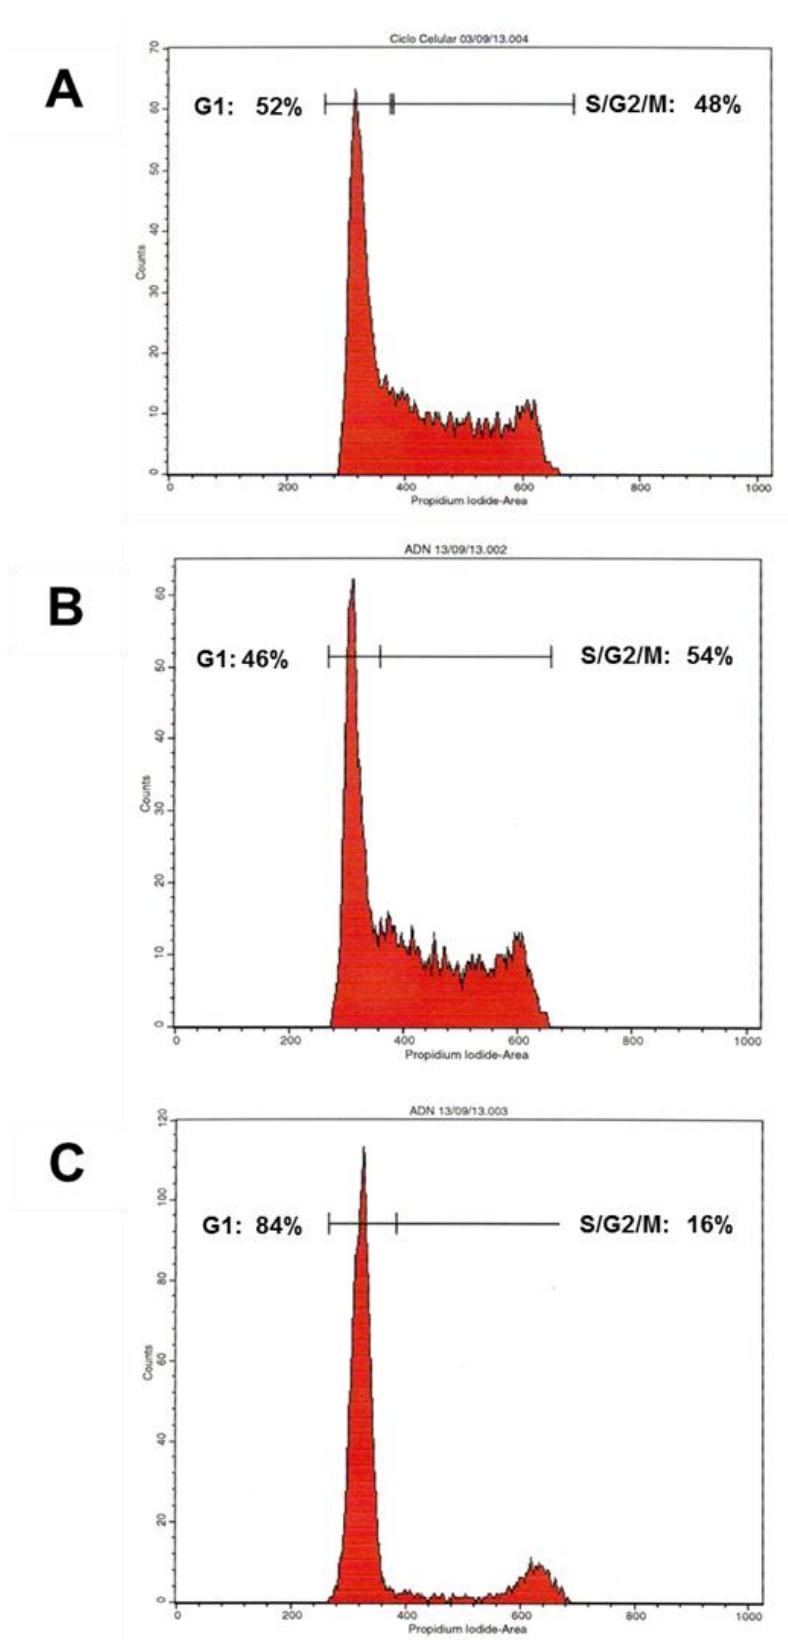 Ciclo Celular 03/09/13.004
A
G1: 52%
S/G2/M: 48%
70
60
50
40
30
20
10
0
Counts
0 200 400 600 800 1000
Propidium Iodide-Area
ADN 13/09/13.002
B
G1: 46%
S/G2/M: 54%
60
50
40
30
20
10
0
Counts
0 200 400 600 800 1000
Propidium Iodide-Area
ADN 13/09/13.003
C
G1: 84%
S/G2/M: 16%
120
100
80
60
40
20
0
Counts
0 200 400 600 800 1000
Propidium Iodide-Area